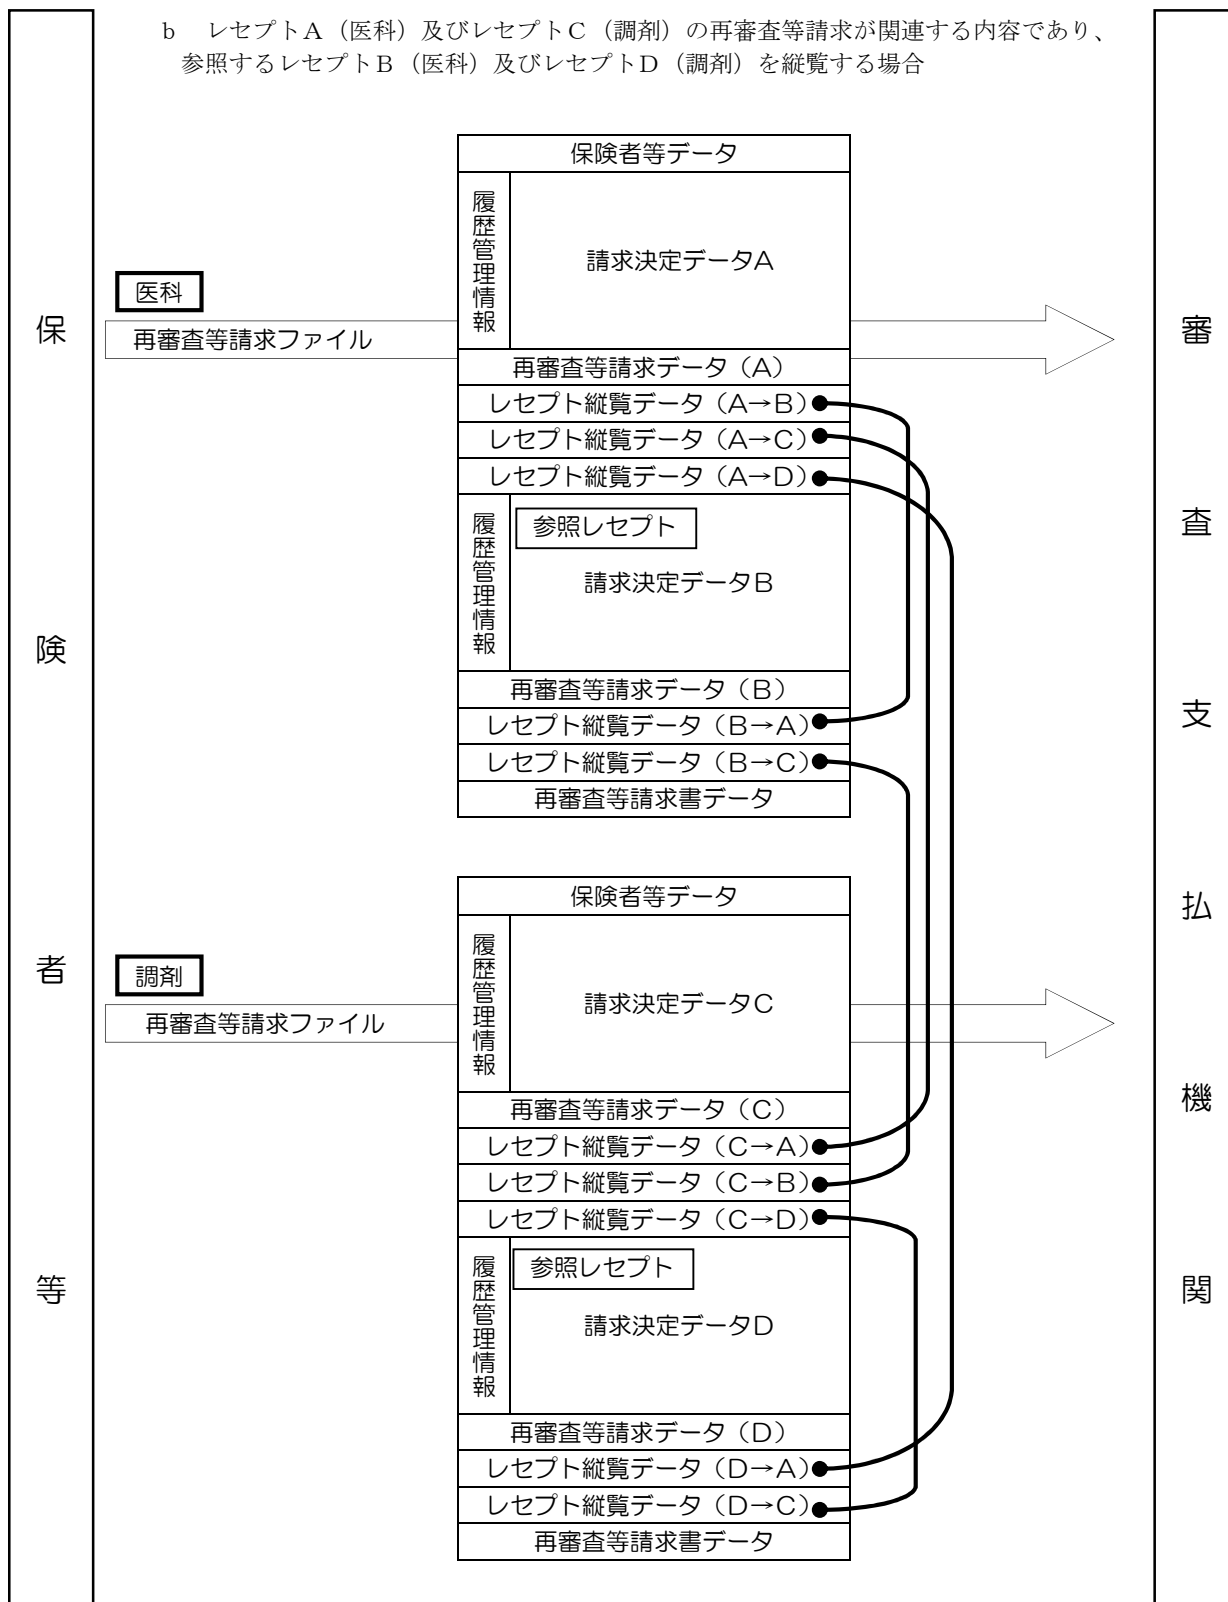 b　レセプトＡ（医科）及びレセプトＣ（調剤）の再審査等請求が関連する内容であり、
参照するレセプトＢ（医科）及びレセプトＤ（調剤）を縦覧する場合
保険者等
医科
再審査等請求ファイル
保険者等データ
履歴管理情報
請求決定データA
再審査等請求データ（A）
レセプト縦覧データ（A→B）
レセプト縦覧データ（A→C）
レセプト縦覧データ（A→D）
履歴管理情報
参照レセプト
請求決定データB
再審査等請求データ（B）
レセプト縦覧データ（B→A）
レセプト縦覧データ（B→C）
再審査等請求書データ
調剤
再審査等請求ファイル
保険者等データ
履歴管理情報
請求決定データC
再審査等請求データ（C）
レセプト縦覧データ（C→A）
レセプト縦覧データ（C→B）
レセプト縦覧データ（C→D）
履歴管理情報
参照レセプト
請求決定データD
再審査等請求データ（D）
レセプト縦覧データ（D→A）
レセプト縦覧データ（D→C）
再審査等請求書データ
審査支払機関